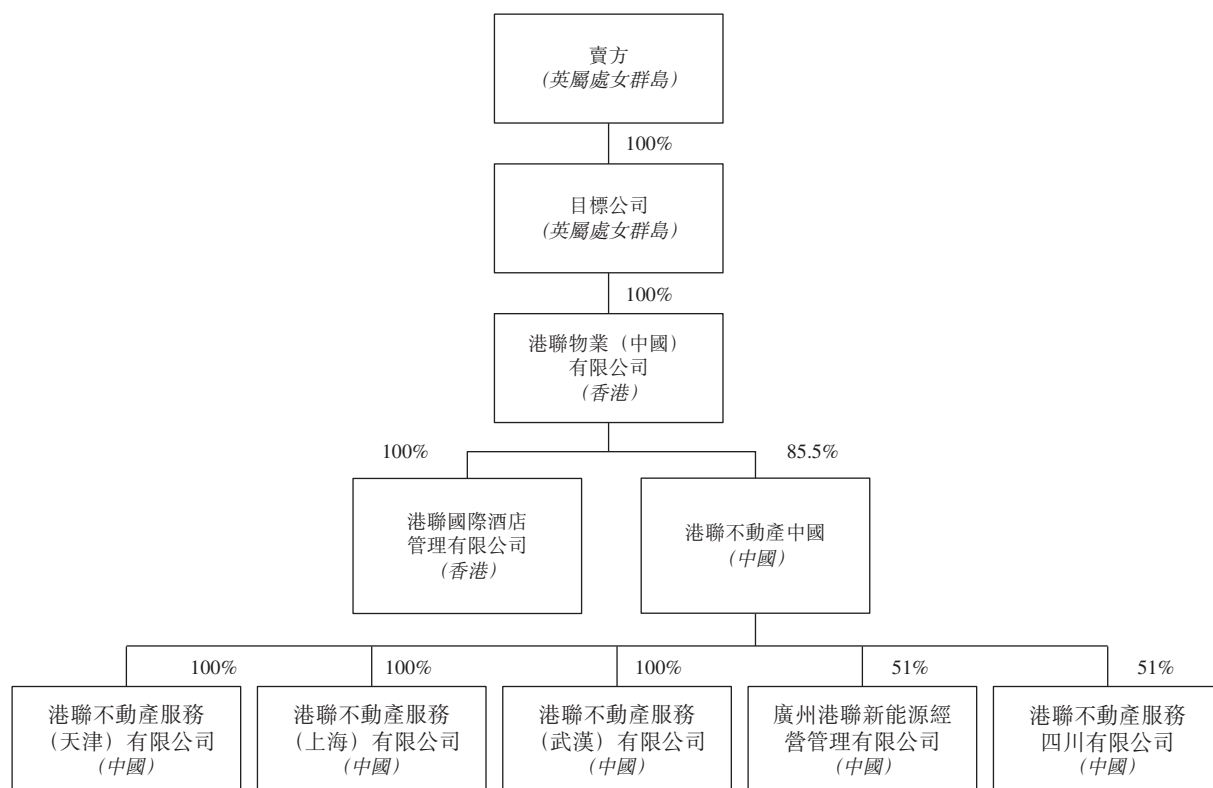 賣方
(英屬處女群島)
100%
目標公司
(英屬處女群島)
100%
港聯物業（中國）
有限公司
(香港)
100%
85.5%
港聯國際酒店
管理有限公司
(香港)
港聯不動產中國
(中國)
100%
100%
100%
51%
51%
港聯不動產服務
（天津）有限公司
(中國)
港聯不動產服務
（上海）有限公司
(中國)
港聯不動產服務
（武漢）有限公司
(中國)
廣州港聯新能源經
營管理有限公司
(中國)
港聯不動產服務
四川有限公司
(中國)